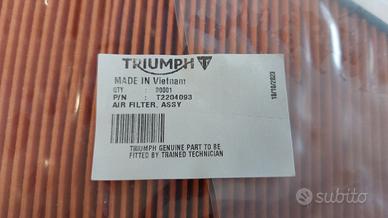 TRIUMPH
MADE IN Vietnam
QTY : 00001
P/N : T2204093
AIR FILTER, ASSY
TRIUMPH GENUINE PART TO BE
FITTED BY TRAINED TECHNICIAN
18/10/2023
subito